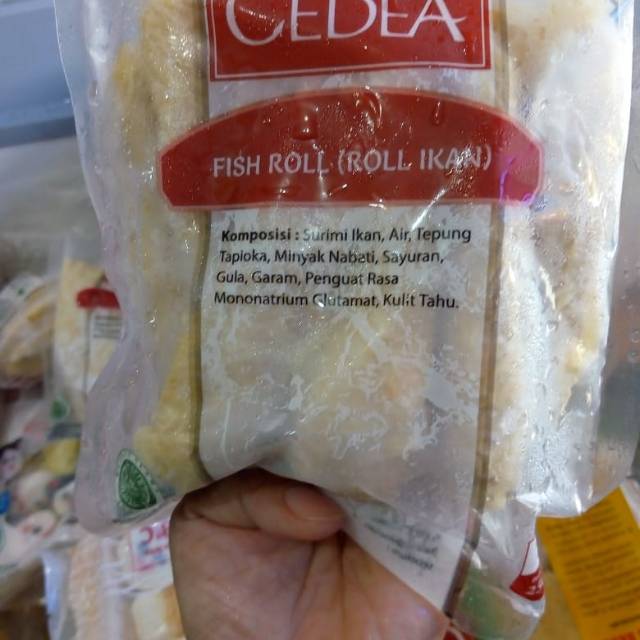 CEDEA
FISH ROLL (ROLL IKAN)
Komposisi : Surimi Ikan, Air, Tepung
Tapioka, Minyak Nabati, Sayuran,
Gula, Garam, Penguat Rasa
Mononatrium Glutamat, Kulit Tahu.